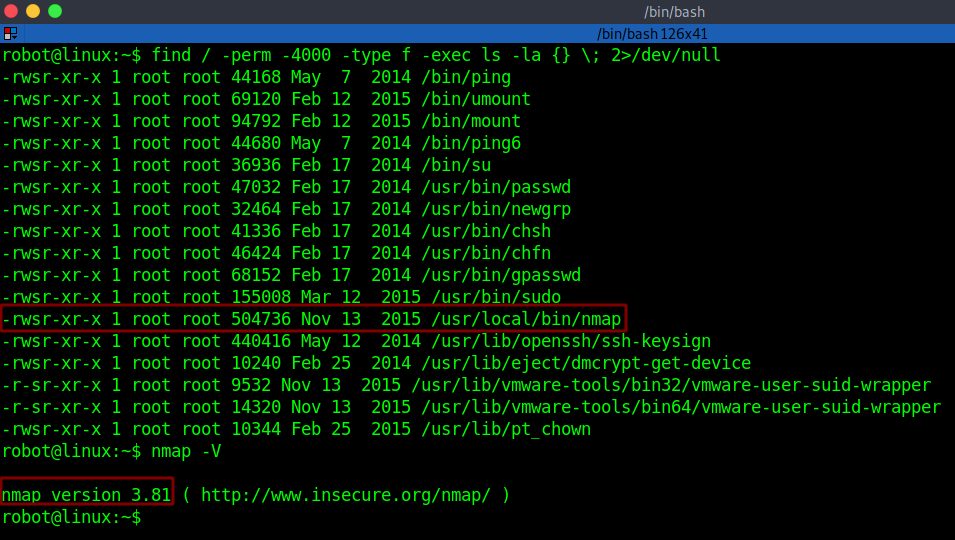 /bin/bash
/bin/bash 126x41
robot@linux:~$ find / -perm -4000 -type f -exec ls -la {} \; 2>/dev/null
-rwsr-xr-x 1 root root 44168 May  7  2014 /bin/ping
-rwsr-xr-x 1 root root 69120 Feb 12  2015 /bin/umount
-rwsr-xr-x 1 root root 94792 Feb 12  2015 /bin/mount
-rwsr-xr-x 1 root root 44680 May  7  2014 /bin/ping6
-rwsr-xr-x 1 root root 36936 Feb 17  2014 /bin/su
-rwsr-xr-x 1 root root 47032 Feb 17  2014 /usr/bin/passwd
-rwsr-xr-x 1 root root 32464 Feb 17  2014 /usr/bin/newgrp
-rwsr-xr-x 1 root root 41336 Feb 17  2014 /usr/bin/chsh
-rwsr-xr-x 1 root root 46424 Feb 17  2014 /usr/bin/chfn
-rwsr-xr-x 1 root root 68152 Feb 17  2014 /usr/bin/gpasswd
-rwsr-xr-x 1 root root 155008 Mar 12  2015 /usr/bin/sudo
-rwsr-xr-x 1 root root 504736 Nov 13  2015 /usr/local/bin/nmap
-rwsr-xr-x 1 root root 440416 May 12  2014 /usr/lib/openssh/ssh-keysign
-rwsr-xr-x 1 root root 10240 Feb 25  2014 /usr/lib/eject/dmcrypt-get-device
-r-sr-xr-x 1 root root 9532 Nov 13  2015 /usr/lib/vmware-tools/bin32/vmware-user-suid-wrapper
-r-sr-xr-x 1 root root 14320 Nov 13  2015 /usr/lib/vmware-tools/bin64/vmware-user-suid-wrapper
-rwsr-xr-x 1 root root 10344 Feb 25  2015 /usr/lib/pt_chown
robot@linux:~$ nmap -V
nmap version 3.81 ( http://www.insecure.org/nmap/ )
robot@linux:~$